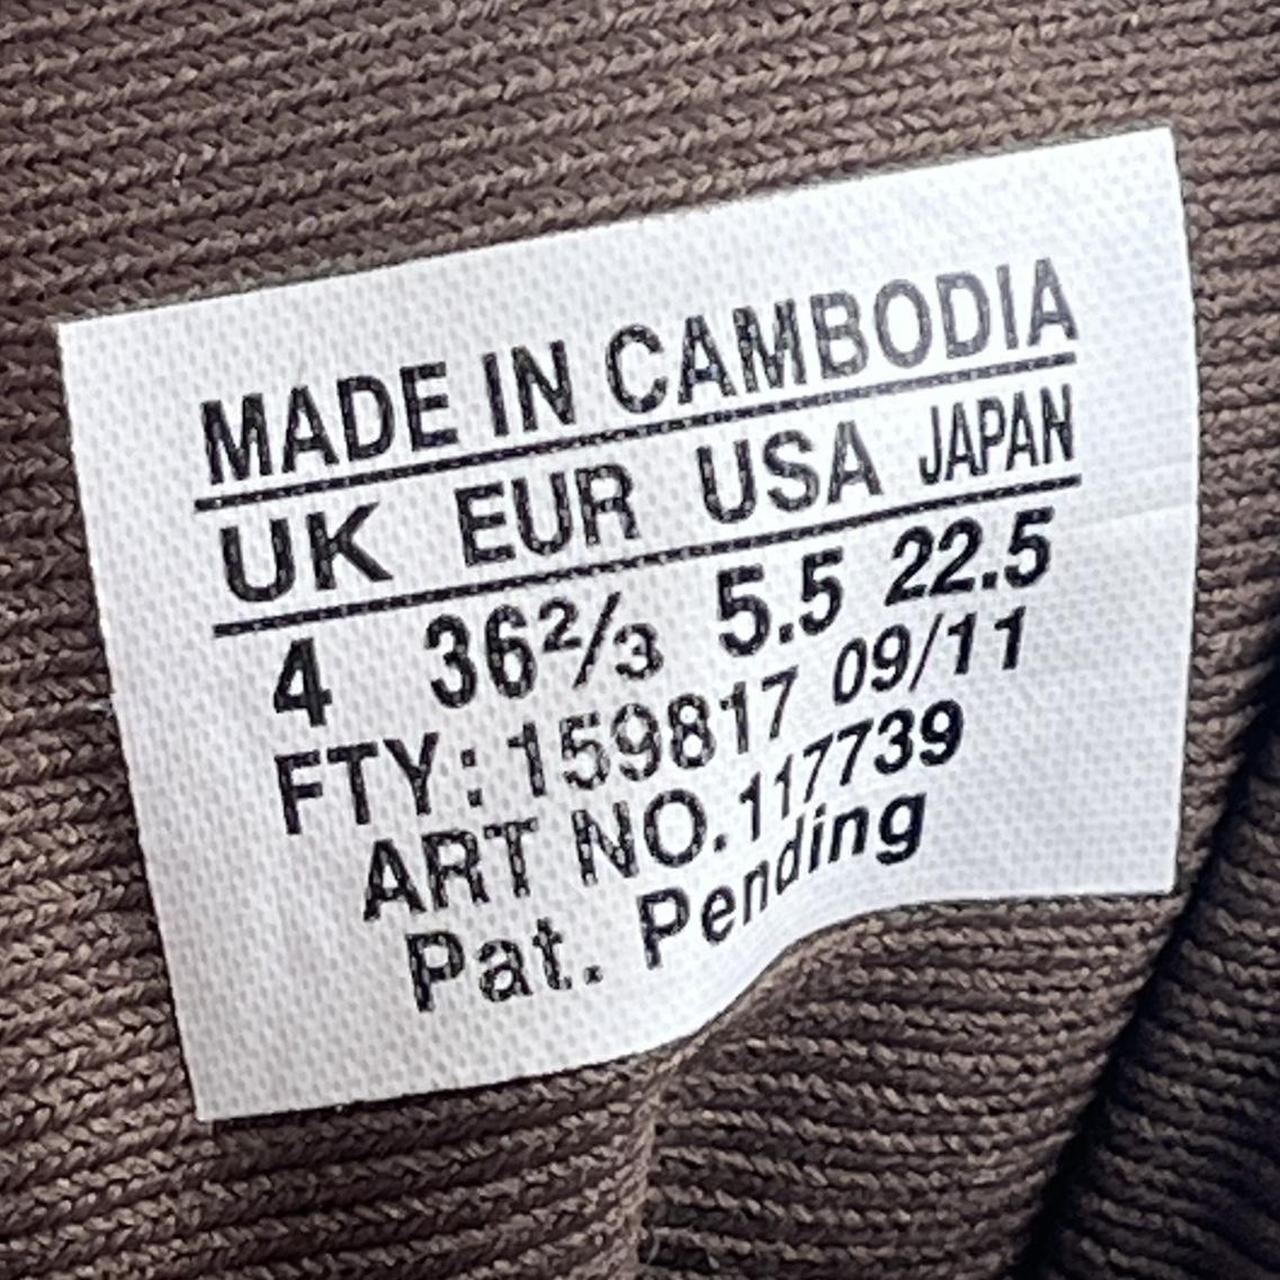 MADE IN CAMBODIA
UK EUR USA JAPAN
4 36²/₃ 5.5 22.5
FTY: 159817 09/11
ART NO. 117739
Pat. Pending